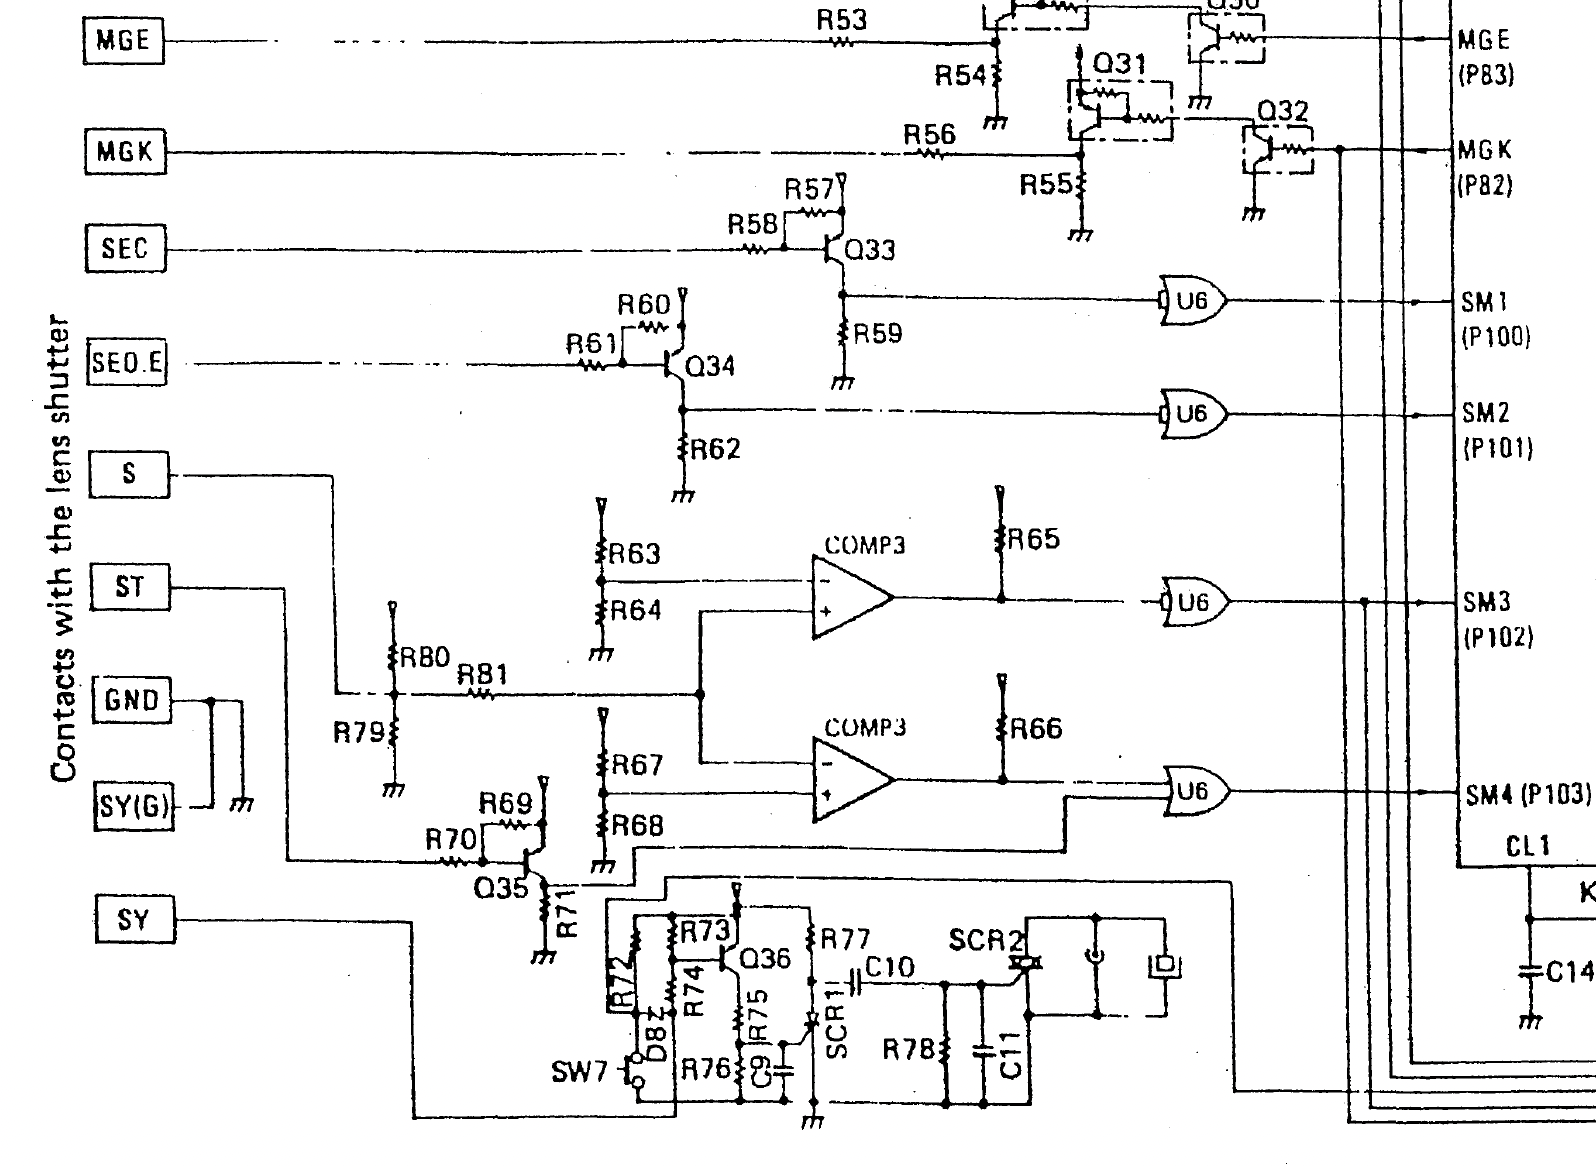 MGE
R53
Q30
MGE
(P83)
R54
Q31
MGK
R56
Q32
MGK
(P82)
R55
R57
SEC
R58
Q33
SM1
(P100)
U6
R59
R60
SEO.E
R61
Q34
U6
SM2
(P101)
R62
Contacts with the lens shutter
S
R63
COMP3
R65
-
+
ST
R64
U6
SM3
(P102)
R80
R81
GND
R79
COMP3
R66
-
+
R67
U6
SM4 (P103)
SY(G)
R68
R69
R70
Q35
R71
CL1
K
SY
R72
R73
R74
Q36
R77
C10
SCR2
C14
D8
R75
SCR1
SW7
R76
C9
R78
C11